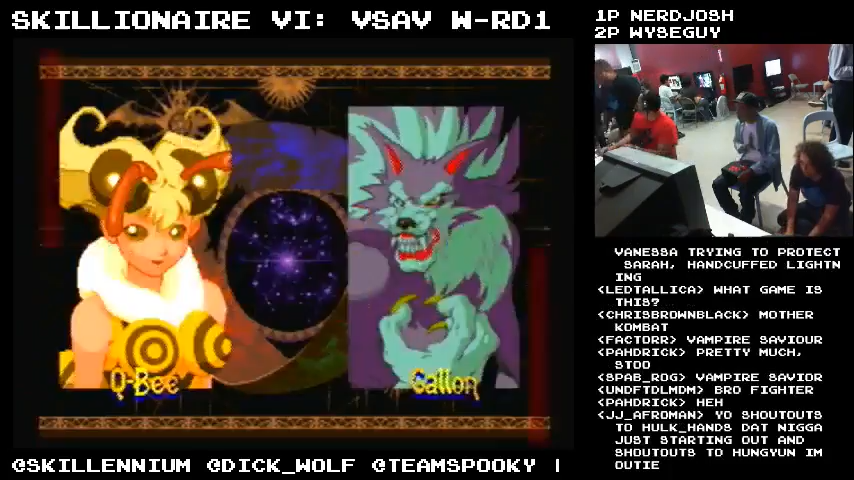 SKILLIONAIRE VI: VSAV W-RD1
1P NERDJOSH
2P WYSEGUY
Q-Bee
Gallon
VANESSA TRYING TO PROTECT
SARAH, HANDCUFFED LIGHTN
ING
<LEDTALLICA> WHAT GAME IS
THIS?
<CHRISBROWNBLACK> MOTHER
KOMBAT
<FACTORR> VAMPIRE SAVIOUR
<PAHDRICK> PRETTY MUCH,
STOO
<SPAB_ROG> VAMPIRE SAVIOR
<UNDFTDLMDM> BRO FIGHTER
<PAHDRICK> HEH
<JJ_AFROMAN> YO SHOUTOUTS
TO HULK_HANDS DAT NIGGA
JUST STARTING OUT AND
SHOUTOUTS TO HUNGYUN IM
OUTIE
@SKILLENNIUM @DICK_WOLF @TEAMSPOOKY |